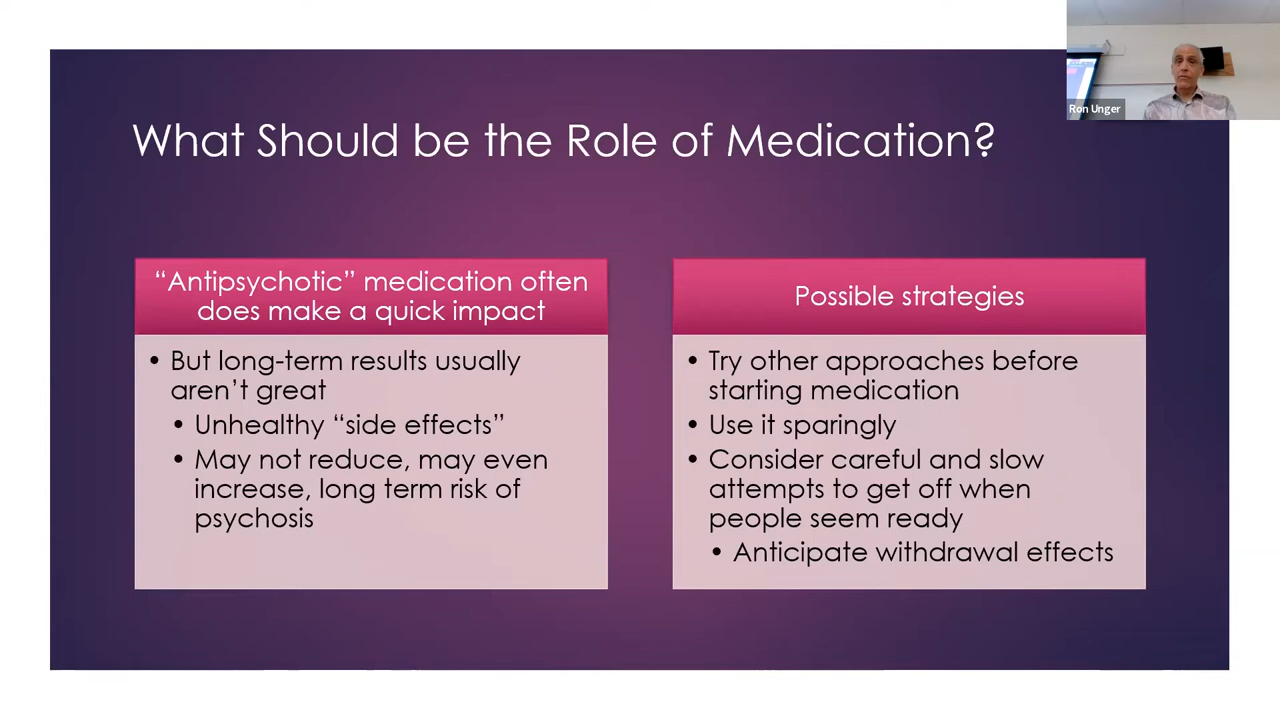 Ron Unger
What Should be the Role of Medication?
“Antipsychotic” medication often
does make a quick impact
• But long-term results usually
aren’t great
• Unhealthy “side effects”
• May not reduce, may even
increase, long term risk of
psychosis
Possible strategies
• Try other approaches before
starting medication
• Use it sparingly
• Consider careful and slow
attempts to get off when
people seem ready
• Anticipate withdrawal effects